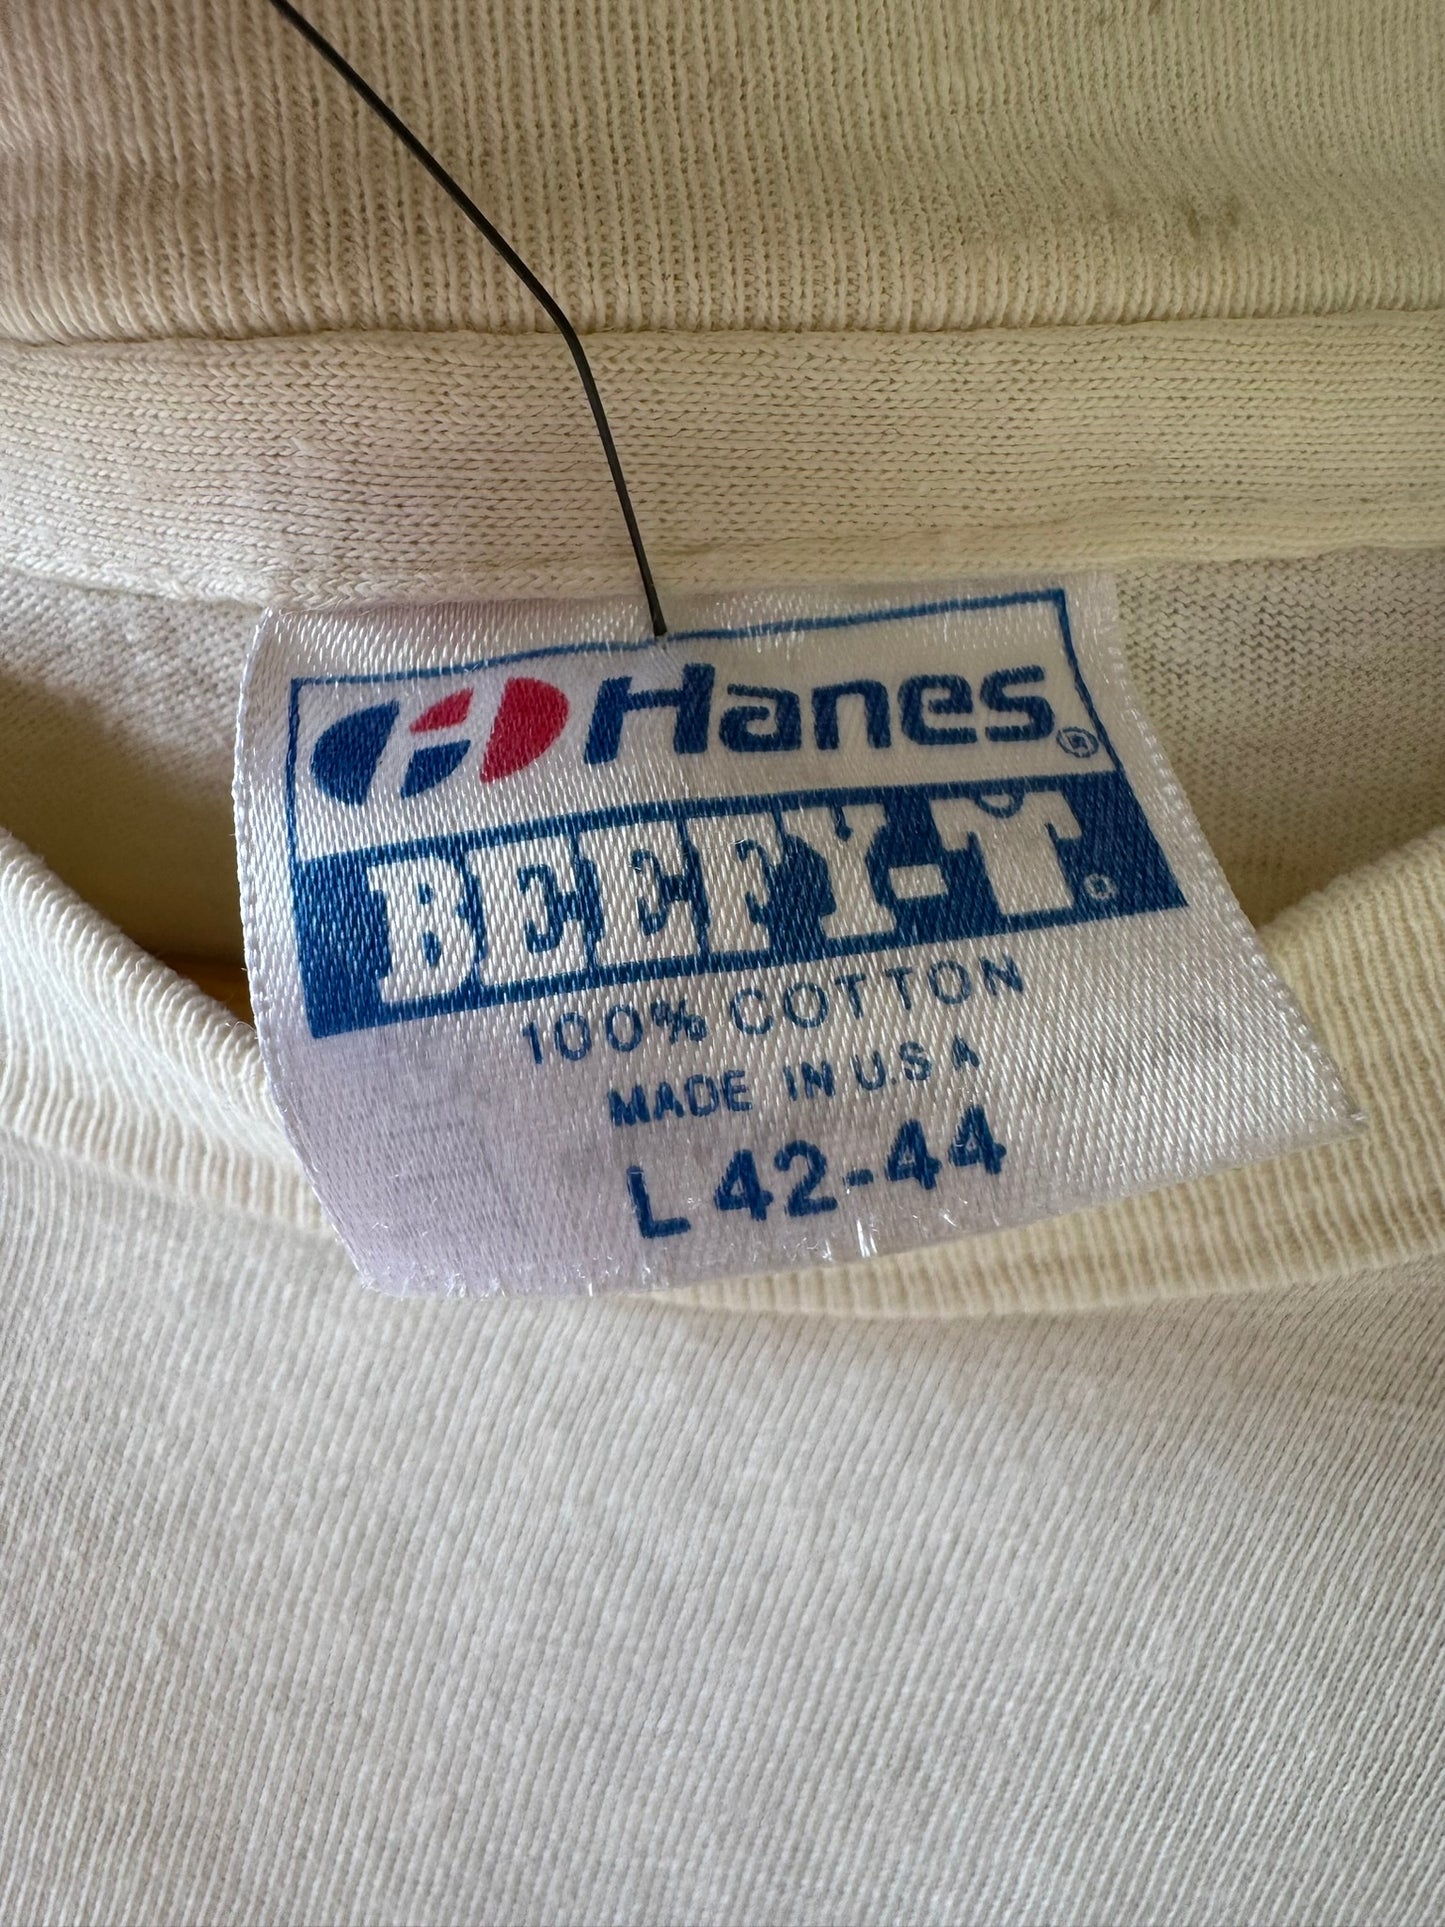 Hanes®
BEEFY-T®
100% COTTON
MADE IN U.S.A
L 42-44